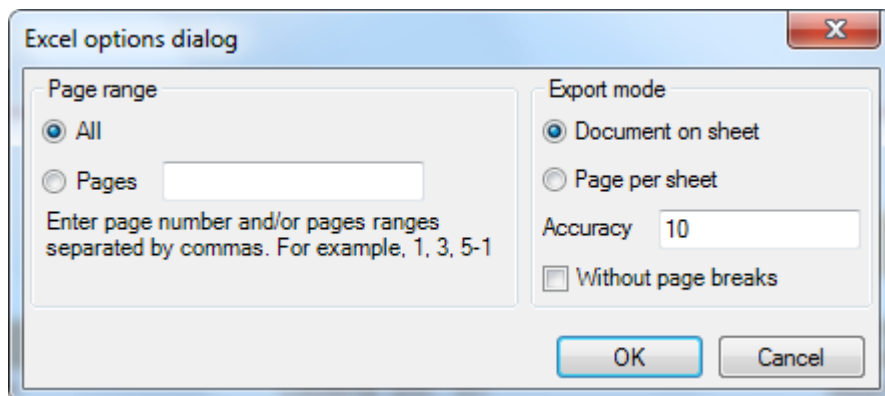 Excel options dialog
Page range
All
Pages
Enter page number and/or pages ranges
separated by commas. For example, 1, 3, 5-1
Export mode
Document on sheet
Page per sheet
Accuracy 10
Without page breaks
OK Cancel